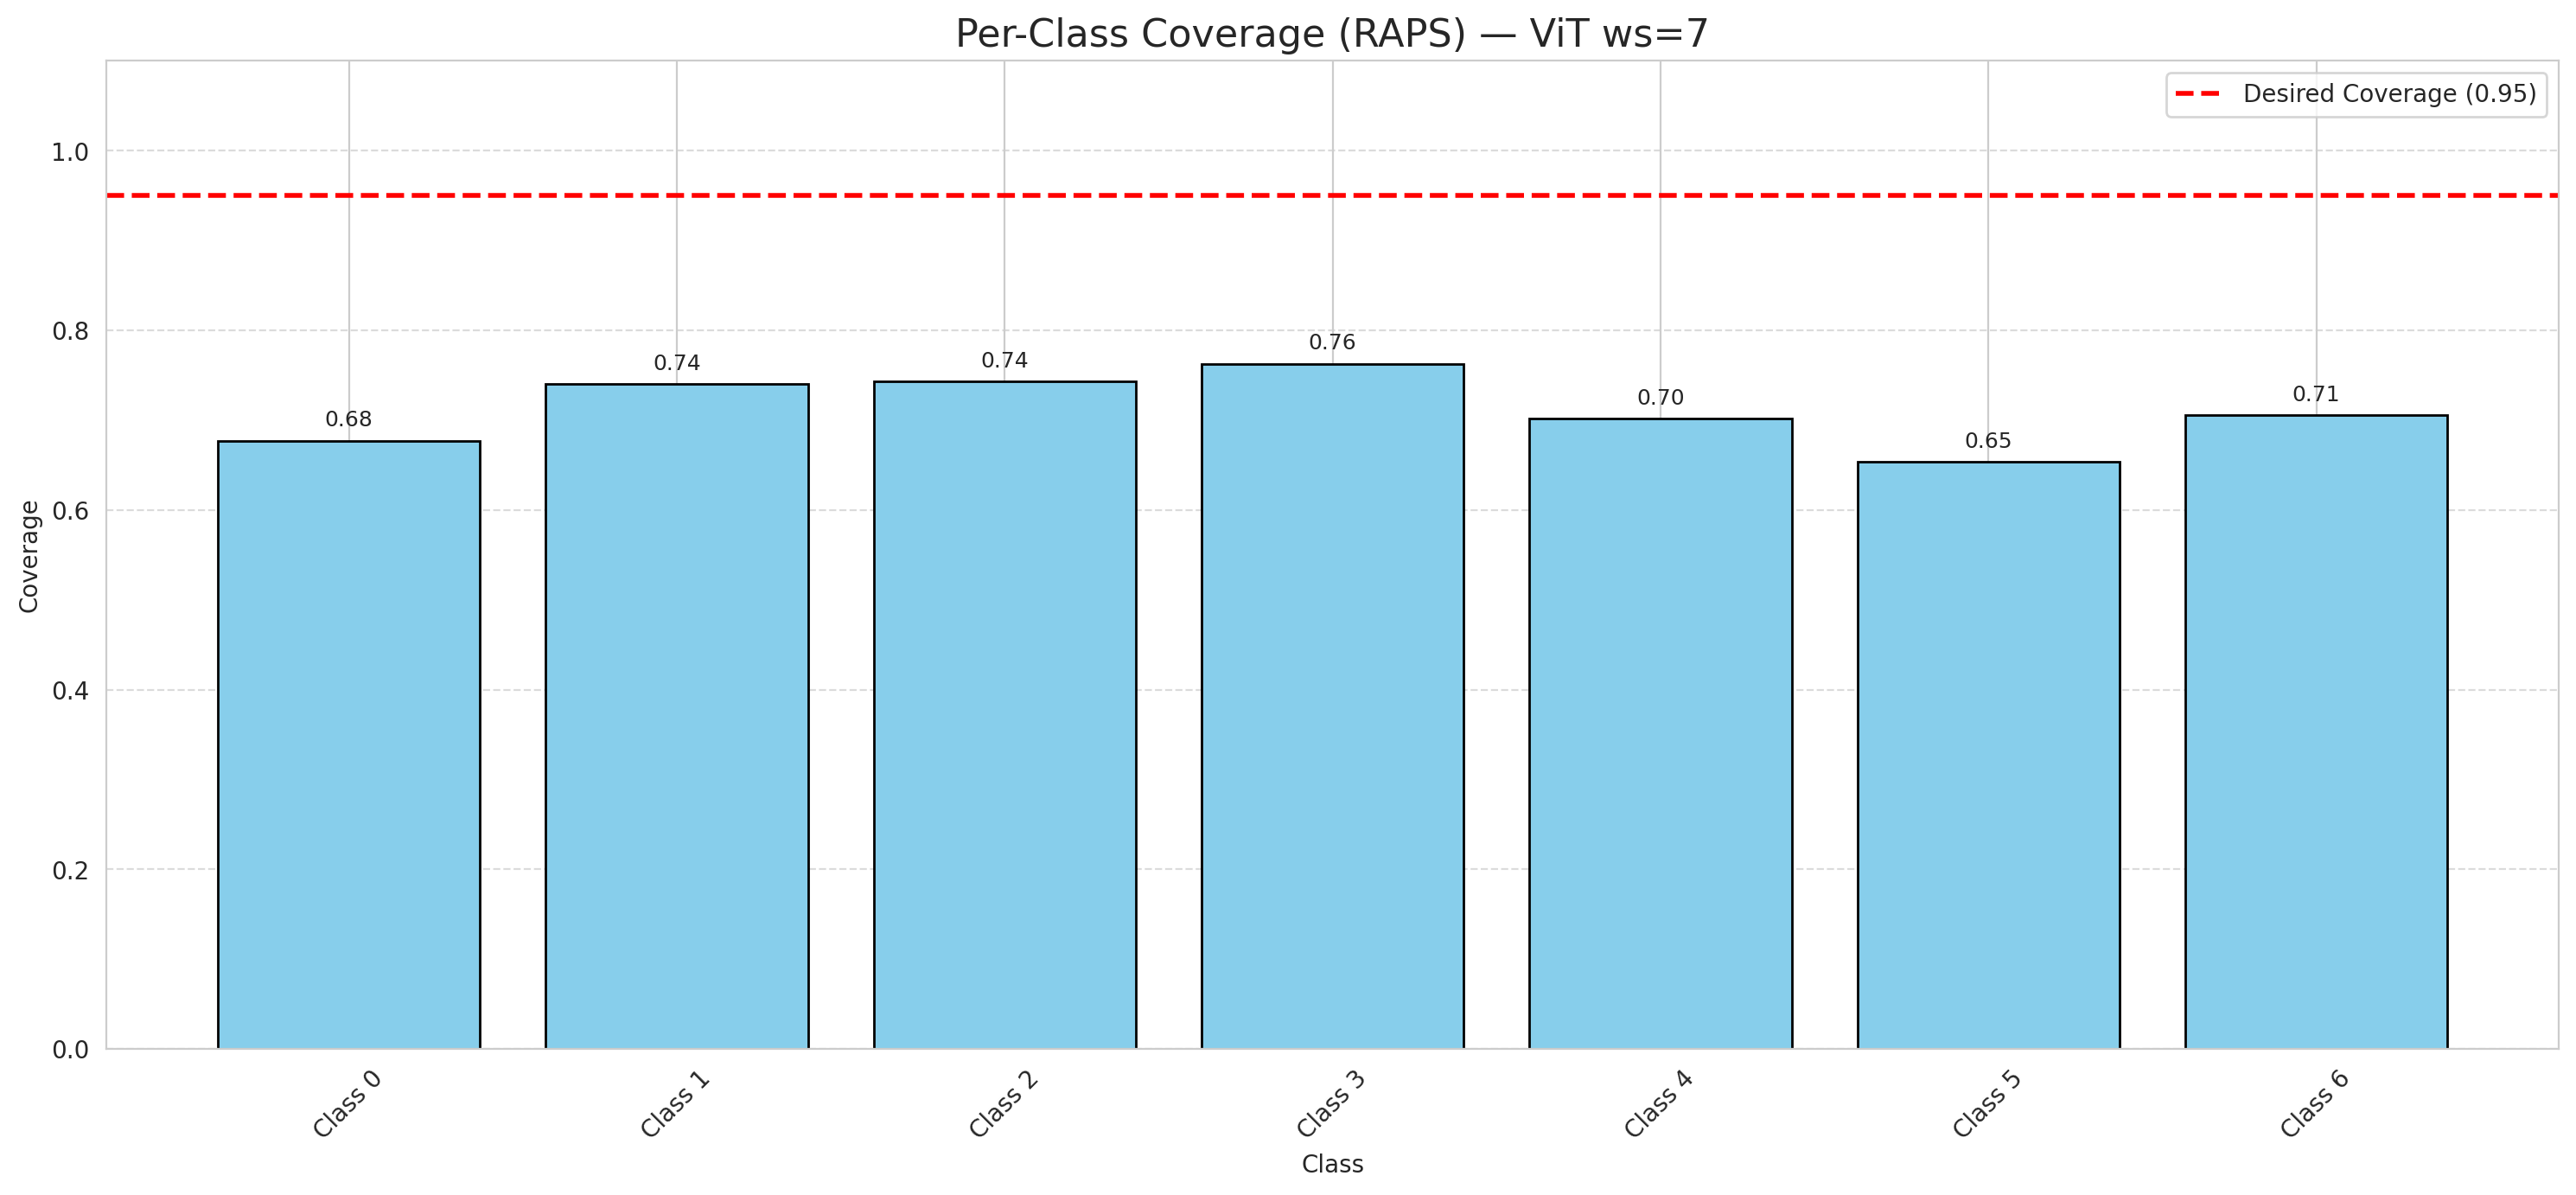 Per-Class Coverage (RAPS) — ViT ws=7
Desired Coverage (0.95)
Coverage
1.0
0.8
0.6
0.4
0.2
0.0
0.68
0.74
0.74
0.76
0.70
0.65
0.71
Class 0
Class 1
Class 2
Class 3
Class 4
Class 5
Class 6
Class